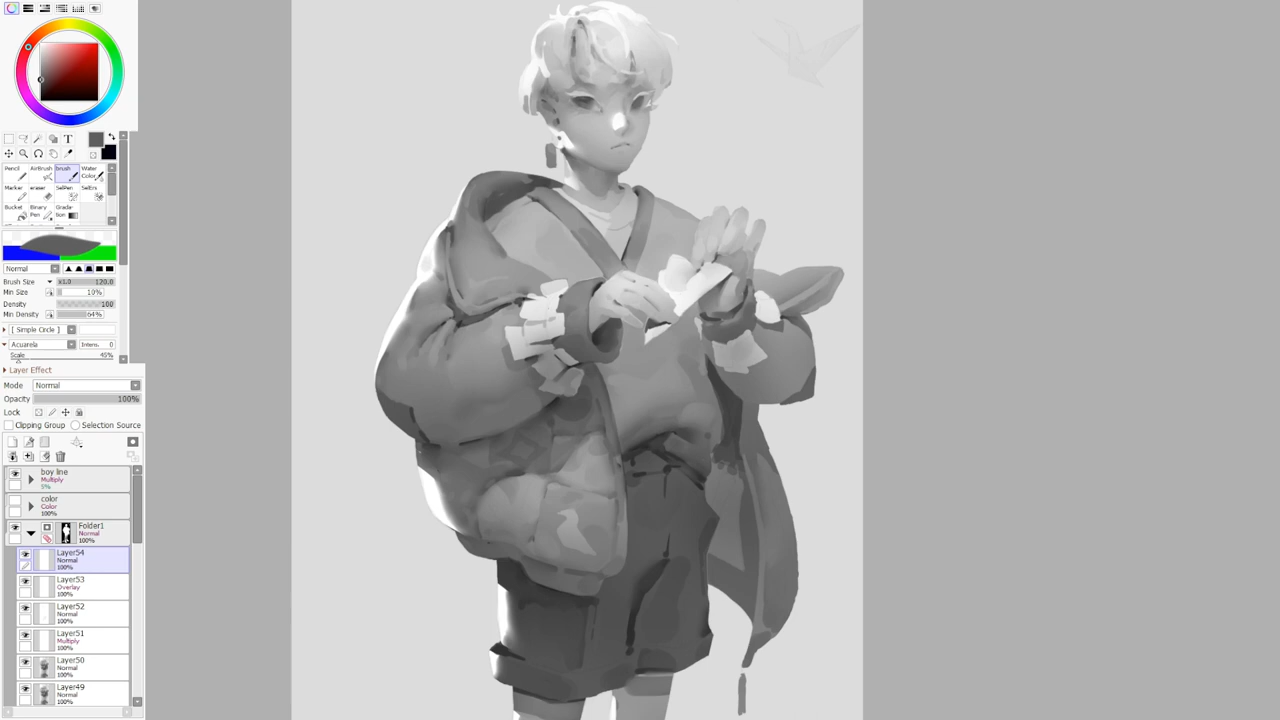 T
Pencil AirBrush brush Water Color
Marker eraser SelPen SelErs
Bucket Binary Pen Gradation
Normal
Brush Size x1.0 120.0
Min Size 10%
Density 100
Min Density 64%
[ Simple Circle ]
Acuarela Intens. 0
Scale 45%
Layer Effect
Mode Normal
Opacity 100%
Lock
Clipping Group Selection Source
boy line
Multiply
5%
color
Color
100%
Folder1
Normal
100%
Layer54
Normal
100%
Layer53
Overlay
100%
Layer52
Normal
100%
Layer51
Multiply
100%
Layer50
Normal
100%
Layer49
Normal
100%